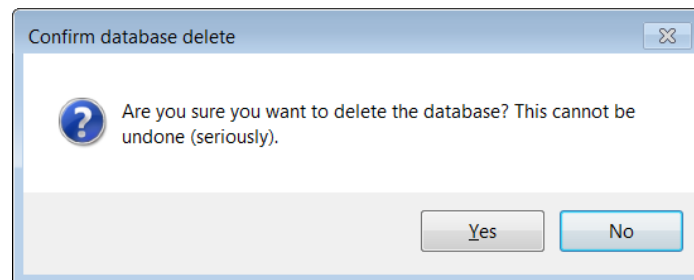 Confirm database delete
Are you sure you want to delete the database? This cannot be
undone (seriously).
Yes
No